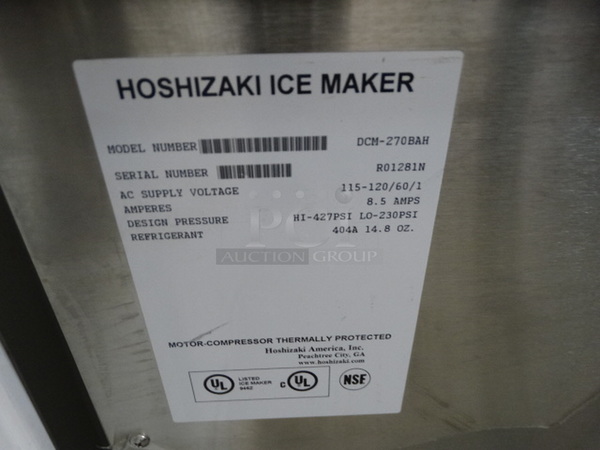 HOSHIZAKI ICE MAKER
MODEL NUMBER DCM-270BAH
SERIAL NUMBER R01281N
AC SUPPLY VOLTAGE 115-120/60/1
AMPERES 8.5 AMPS
DESIGN PRESSURE HI-427PSI LO-230PSI
REFRIGERANT 404A 14.8 OZ.
PCI
AUCTION GROUP
MOTOR-COMPRESSOR THERMALLY PROTECTED
Hoshizaki America, Inc.
Peachtree City, GA
www.hoshizaki.com
UL LISTED ICE MAKER 946Z C UL NSF